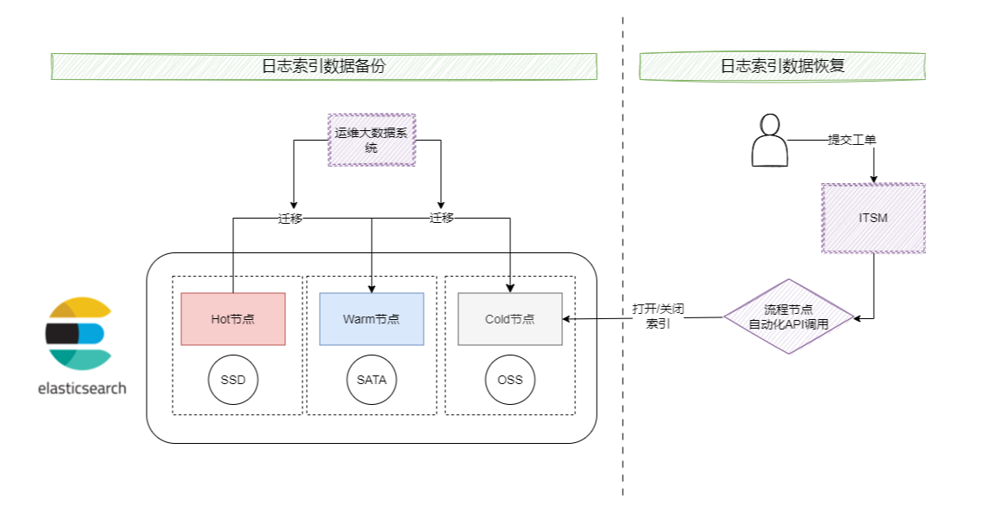 日志索引数据备份
日志索引数据恢复
运维大数据系
统
提交工单
迁移
迁移
ITSM
Hot节点
Warm节点
Cold节点
打开/关闭
索引
流程节点
自动化API调用
SSD
SATA
OSS
elasticsearch